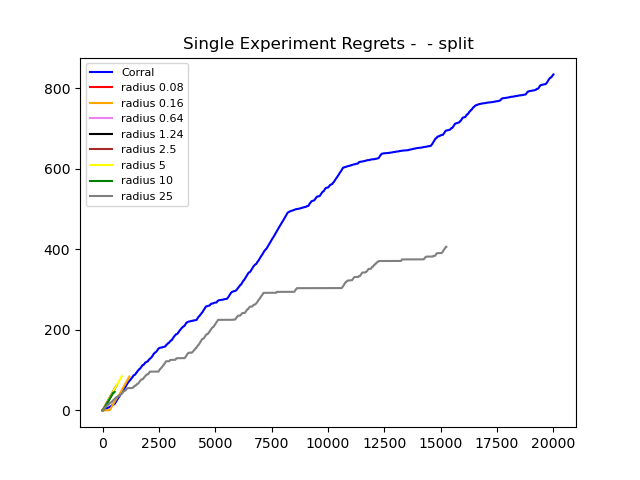 Single Experiment Regrets -  - split
Corral
radius 0.08
radius 0.16
radius 0.64
radius 1.24
radius 2.5
radius 5
radius 10
radius 25
800
600
400
200
0
0 2500 5000 7500 10000 12500 15000 17500 20000